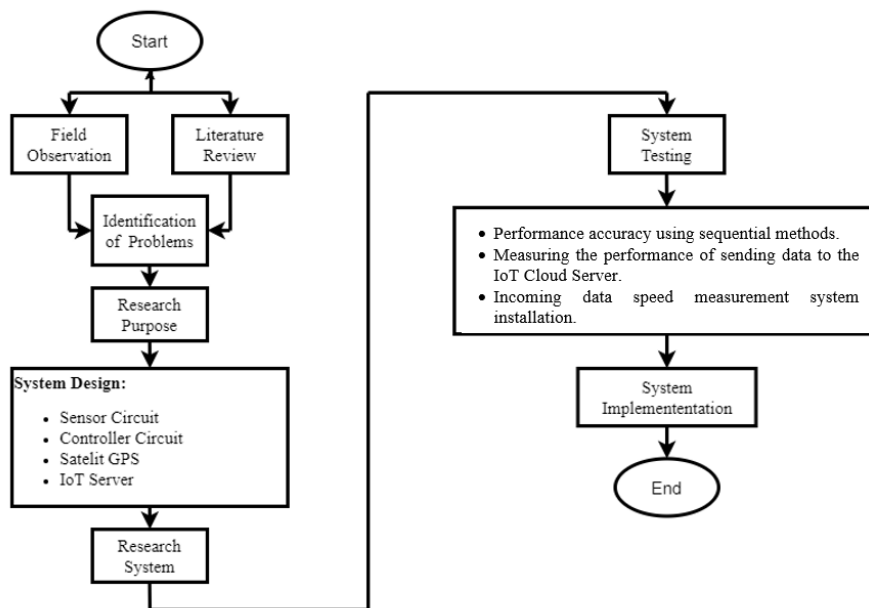 Start
Field
Observation
Literature
Review
Identification
of Problems
Research
Purpose
System Design:
• Sensor Circuit
• Controller Circuit
• Satelit GPS
• IoT Server
Research
System
System
Testing
• Performance accuracy using sequential methods.
• Measuring the performance of sending data to the
IoT Cloud Server.
• Incoming data speed measurement system
installation.
System
Implemententation
End